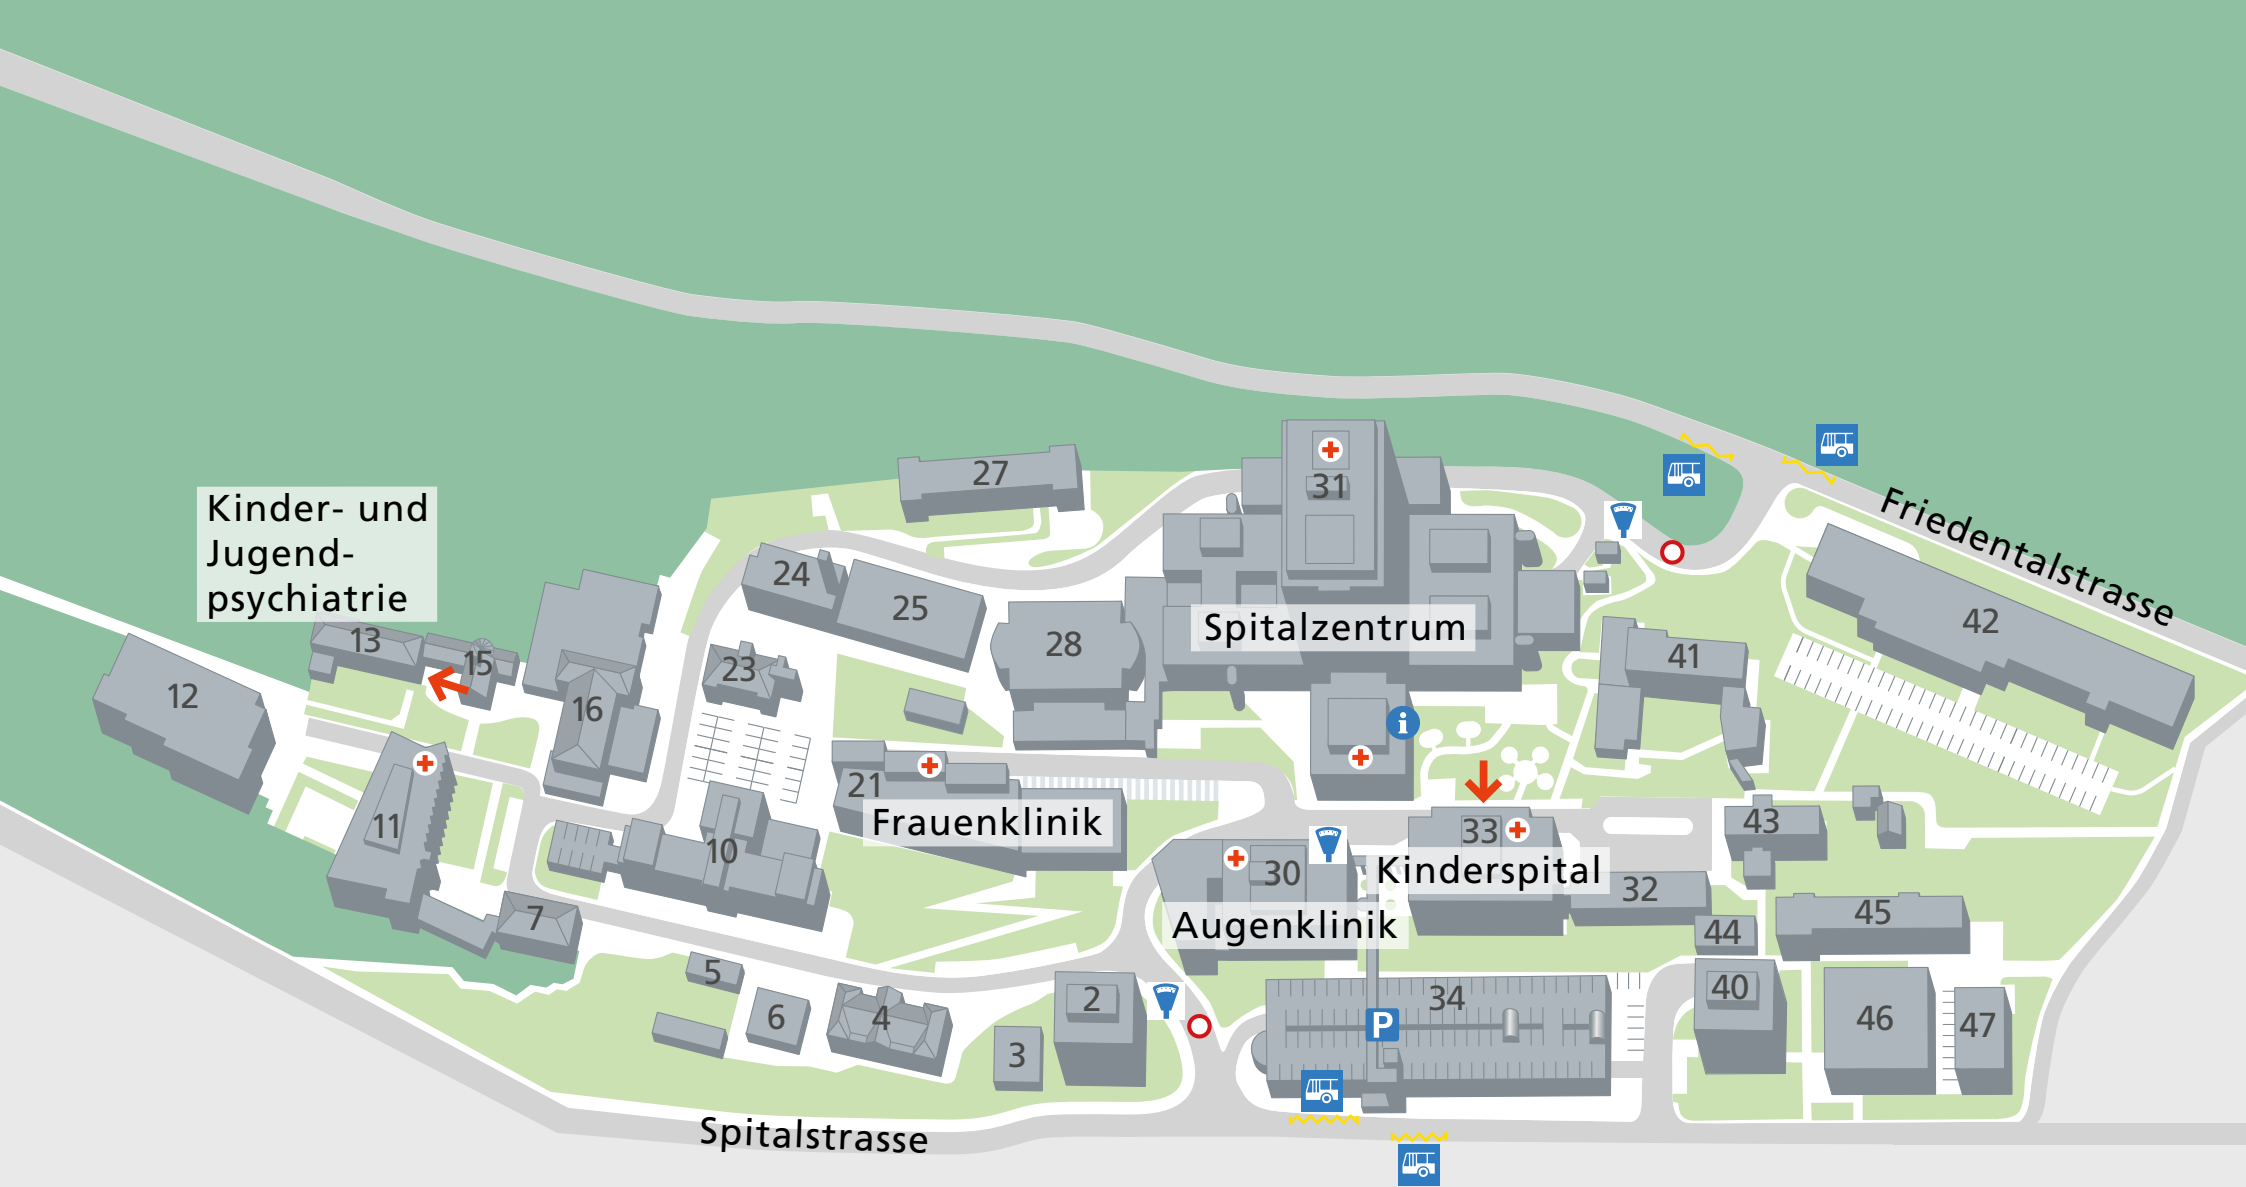 27
31
Friedentalstrasse
Kinder- und
Jugend-
psychiatrie
24
25
42
Spitalzentrum
28
13
15
41
23
12
16
i
21
11
Frauenklinik
43
33
10
30
Kinderspital
32
7
Augenklinik
45
44
5
2
34
40
6
4
P
46
47
3
Spitalstrasse